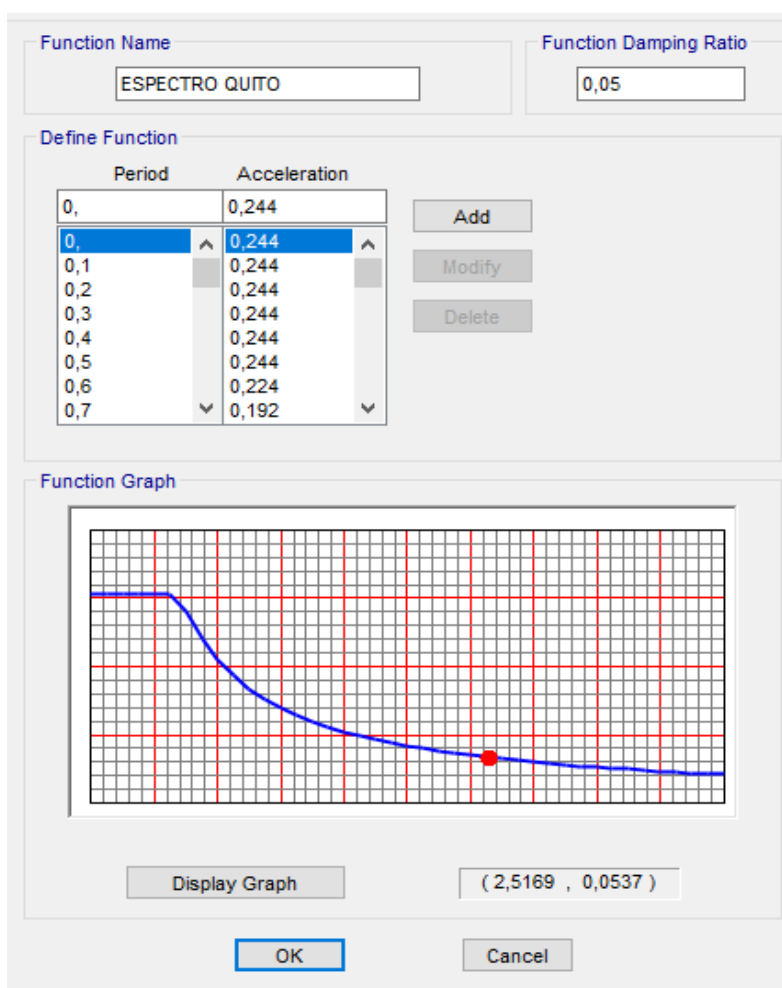 Function Name Function Damping Ratio
ESPECTRO QUITO 0,05
Define Function
Period Acceleration
0, 0,244 Add
0, 0,244
0,1 0,244 Modify
0,2 0,244
0,3 0,244 Delete
0,4 0,244
0,5 0,244
0,6 0,224
0,7 0,192
Function Graph
Display Graph ( 2,5169 , 0,0537 )
OK Cancel